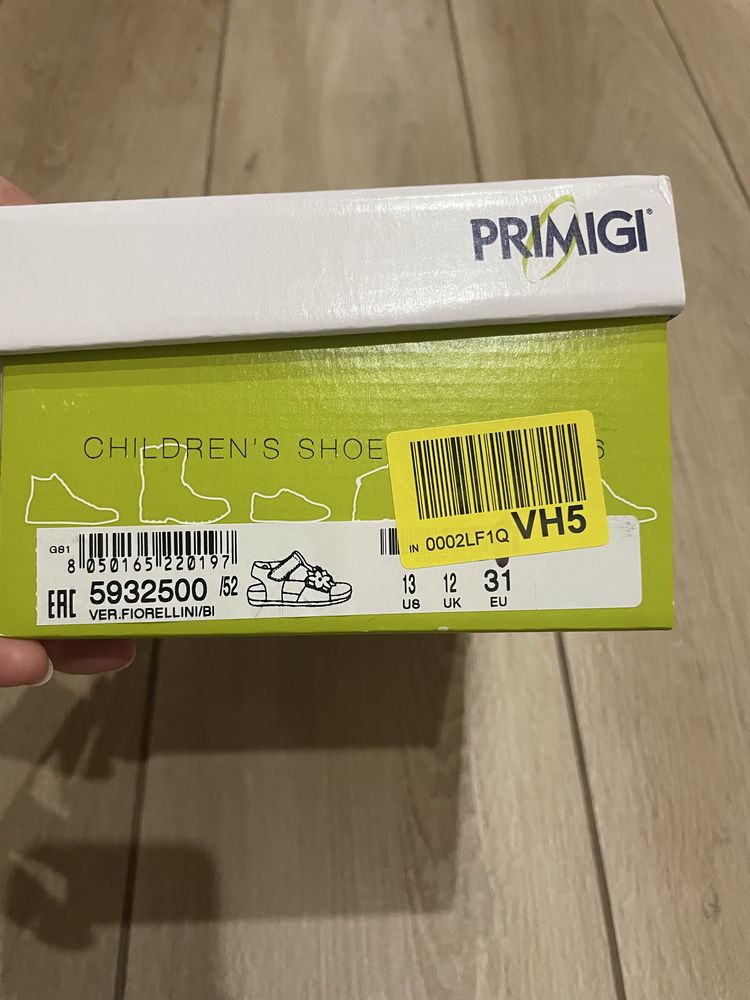 PRIMIGI®
CHILDREN'S SHOE
IN 0002LF1Q VH5
GS1
8 050165 220197
EAC 5932500 /52
VER.FIORELLINI/BI
13 US
12 UK
31 EU